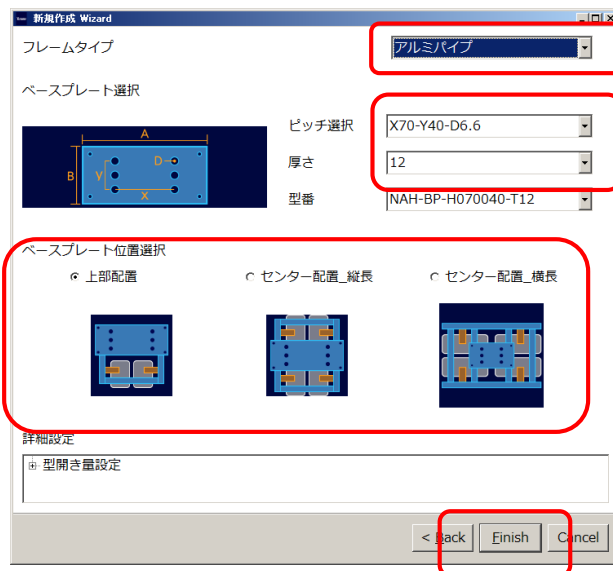 新規作成 Wizard
フレームタイプ
アルミパイプ
ベースプレート選択
ピッチ選択
X70-Y40-D6.6
A
B
D
Y
X
厚さ
12
型番
NAH-BP-H070040-T12
ベースプレート位置選択
上部配置
センター配置_縦長
センター配置_横長
詳細設定
型開き量設定
< Back
Finish
Cancel